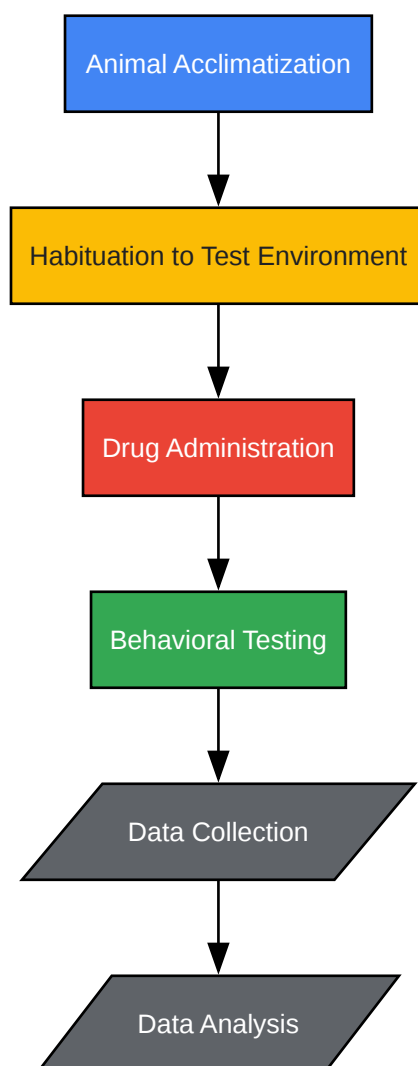 Animal Acclimatization
Habituation to Test Environment
Drug Administration
Behavioral Testing
Data Collection
Data Analysis